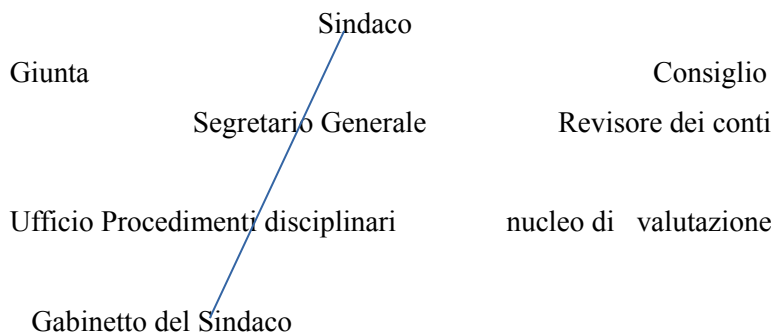 Sindaco
Giunta Consiglio
Segretario Generale Revisore dei conti
Ufficio Procedimenti disciplinari nucleo di valutazione
Gabinetto del Sindaco